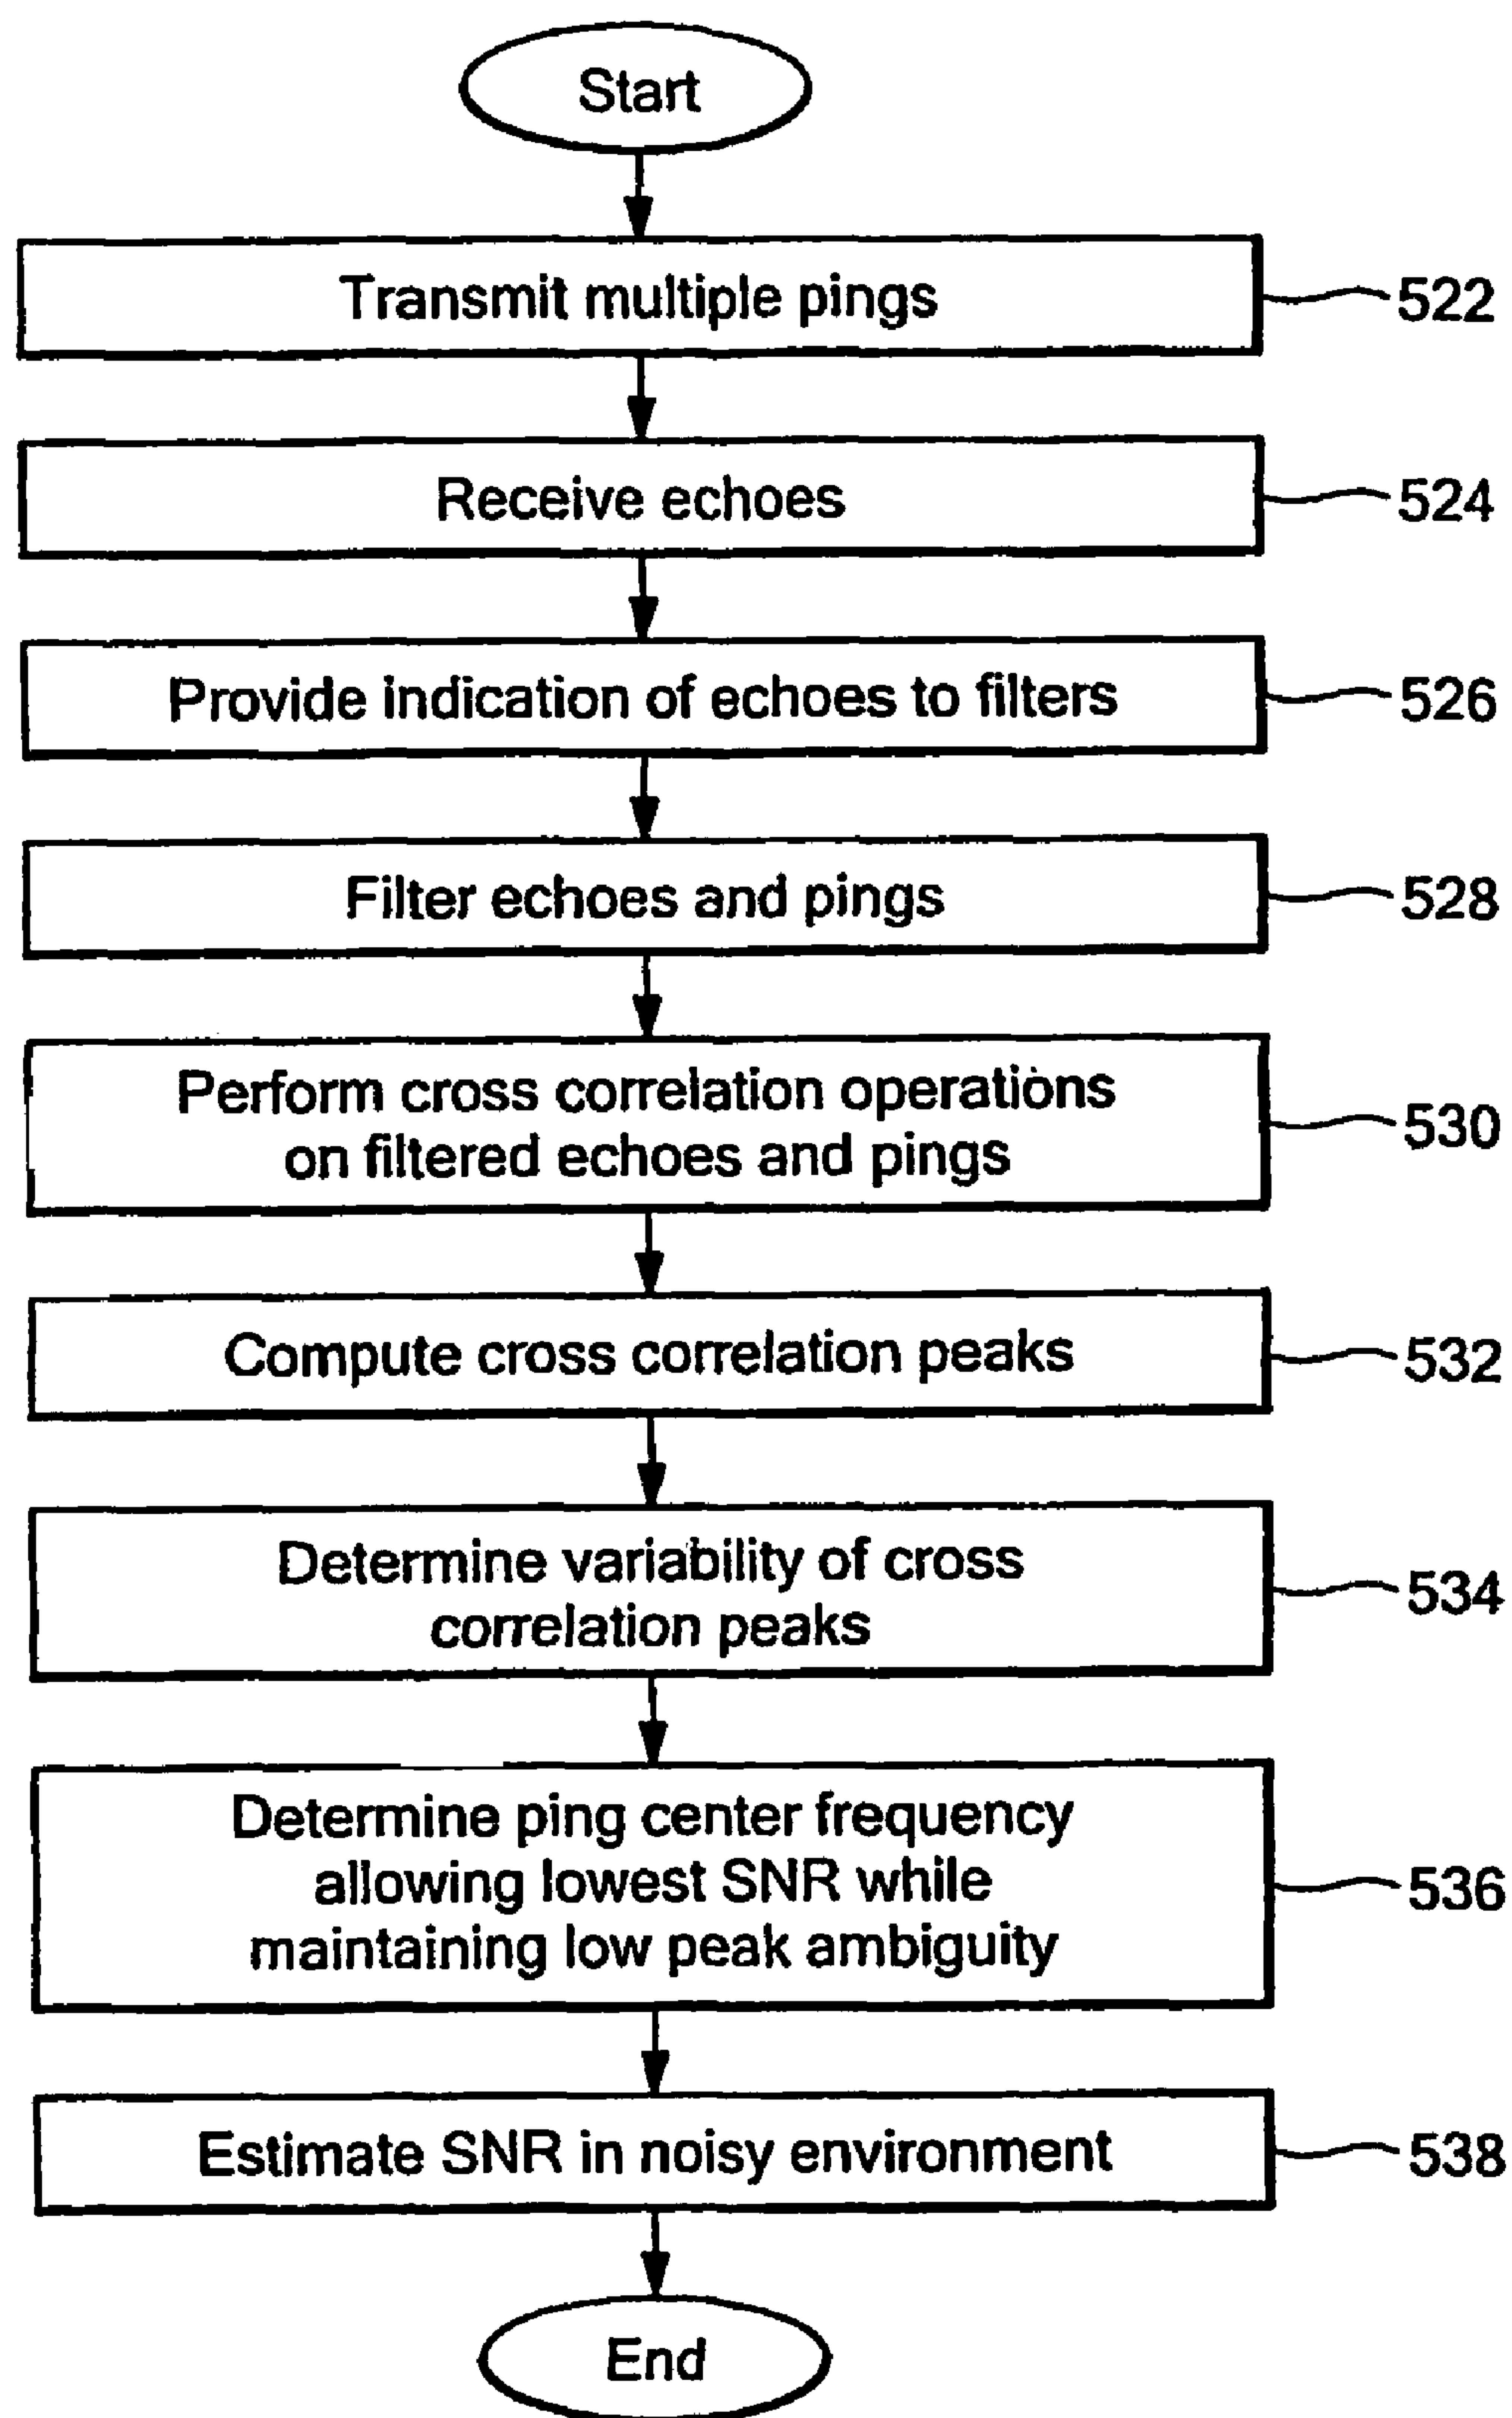 Start
Transmit multiple pings
522
Receive echoes
524
Provide indication of echoes to filters
526
Filter echoes and pings
528
Perform cross correlation operations
on filtered echoes and pings
530
Compute cross correlation peaks
532
Determine variability of cross
correlation peaks
534
Determine ping center frequency
allowing lowest SNR while
maintaining low peak ambiguity
536
Estimate SNR in noisy environment
538
End